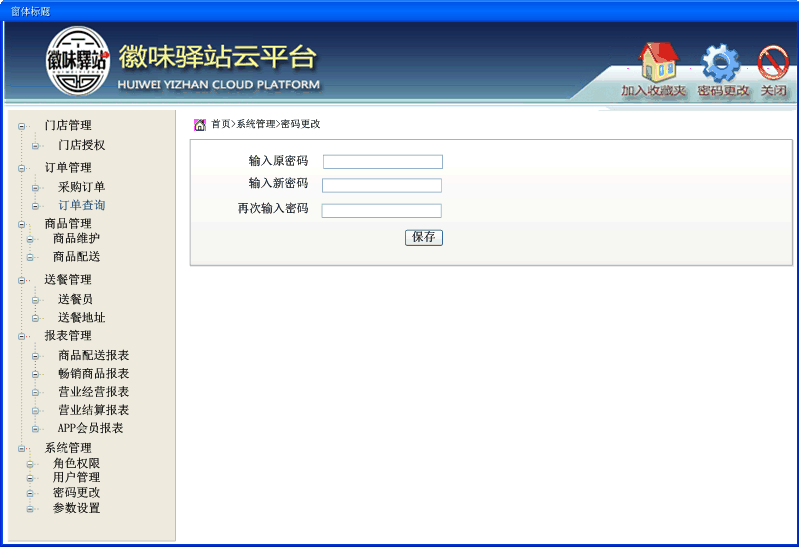 窗体标题
徽味驿站
HUIWEIYIZHAN
徽味驿站云平台
HUIWEI YIZHAN CLOUD PLATFORM
加入收藏夹
密码更改
关闭
门店管理
门店授权
订单管理
采购订单
订单查询
商品管理
商品维护
商品配送
送餐管理
送餐员
送餐地址
报表管理
商品配送报表
畅销商品报表
营业经营报表
营业结算报表
APP会员报表
系统管理
角色权限
用户管理
密码更改
参数设置
首页>系统管理>密码更改
输入原密码
输入新密码
再次输入密码
保存